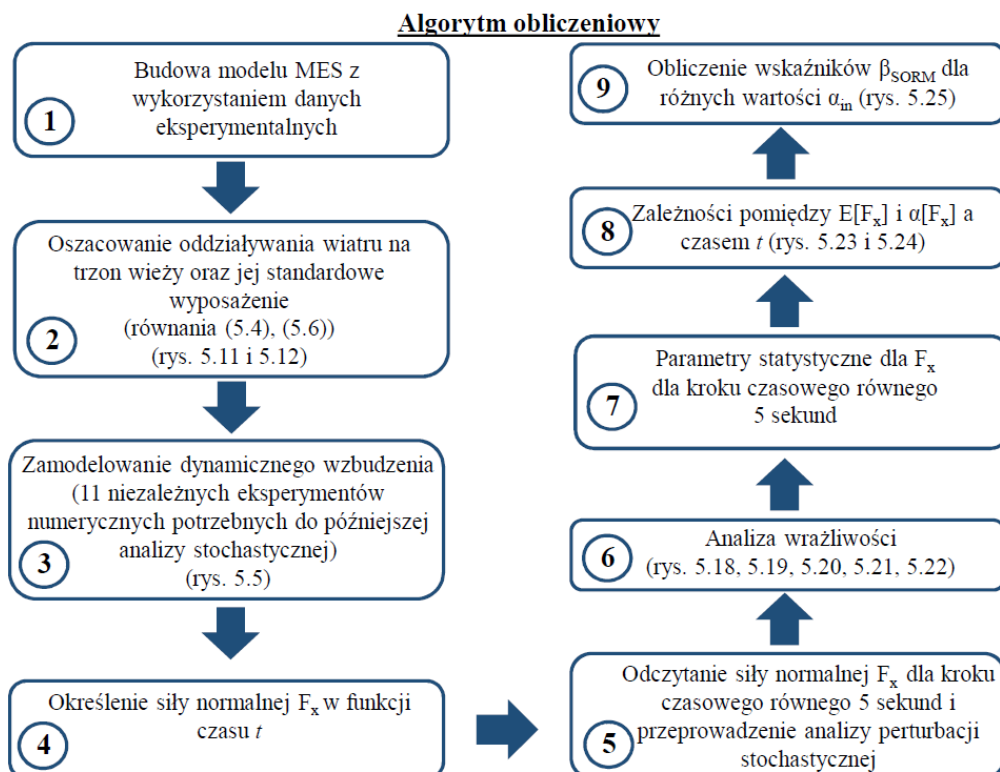 Algorytm obliczeniowy
Budowa modelu MES z
wykorzystaniem danych
eksperymentalnych
1
Oszacowanie oddziaływania wiatru na
trzon wieży oraz jej standardowe
wyposażenie
(równania (5.4), (5.6))
(rys. 5.11 i 5.12)
2
Zamodelowanie dynamicznego wzbudzenia
(11 niezależnych eksperymentów
numerycznych potrzebnych do późniejszej
analizy stochastycznej)
(rys. 5.5)
3
Określenie siły normalnej Fx w funkcji
czasu t
4
Odczytanie siły normalnej Fx dla kroku
czasowego równego 5 sekund i
przeprowadzenie analizy perturbacji
stochastycznej
5
Analiza wrażliwości
(rys. 5.18, 5.19, 5.20, 5.21, 5.22)
6
Parametry statystyczne dla Fx
dla kroku czasowego równego
5 sekund
7
Zależności pomiędzy E[Fx] i α[Fx] a
czasem t (rys. 5.23 i 5.24)
8
Obliczenie wskaźników βSORM dla
różnych wartości αin (rys. 5.25)
9